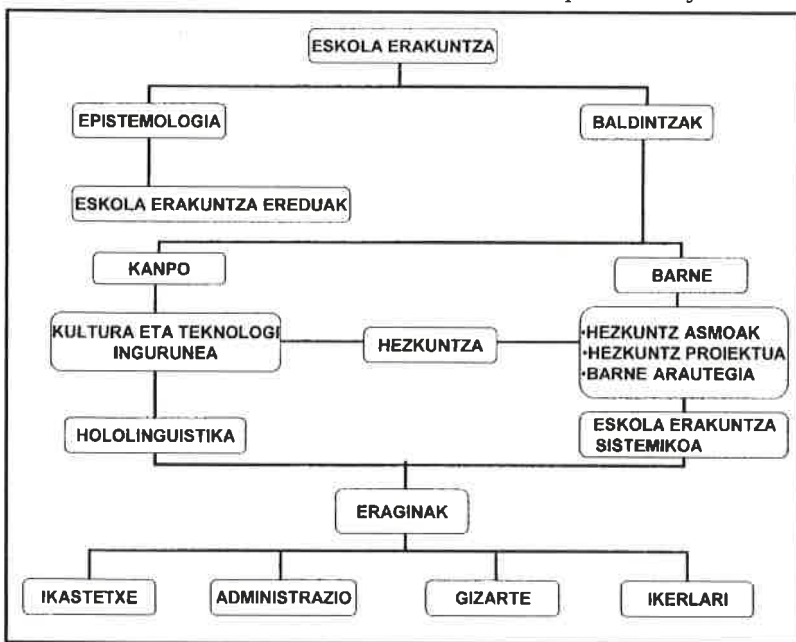 ESKOLA ERAKUNTZA
EPISTEMOLOGIA
BALDINTZAK
ESKOLA ERAKUNTZA EREDUAK
KANPO
BARNE
KULTURA ETA TEKNOLOGI
INGURUNEA
HEZKUNTZA
•HEZKUNTZ ASMOAK
•HEZKUNTZ PROIEKTUA
•BARNE ARAUTEGIA
HOLOLINGUISTIKA
ESKOLA ERAKUNTZA
SISTEMIKOA
ERAGINAK
IKASTETXE
ADMINISTRAZIO
GIZARTE
IKERLARI